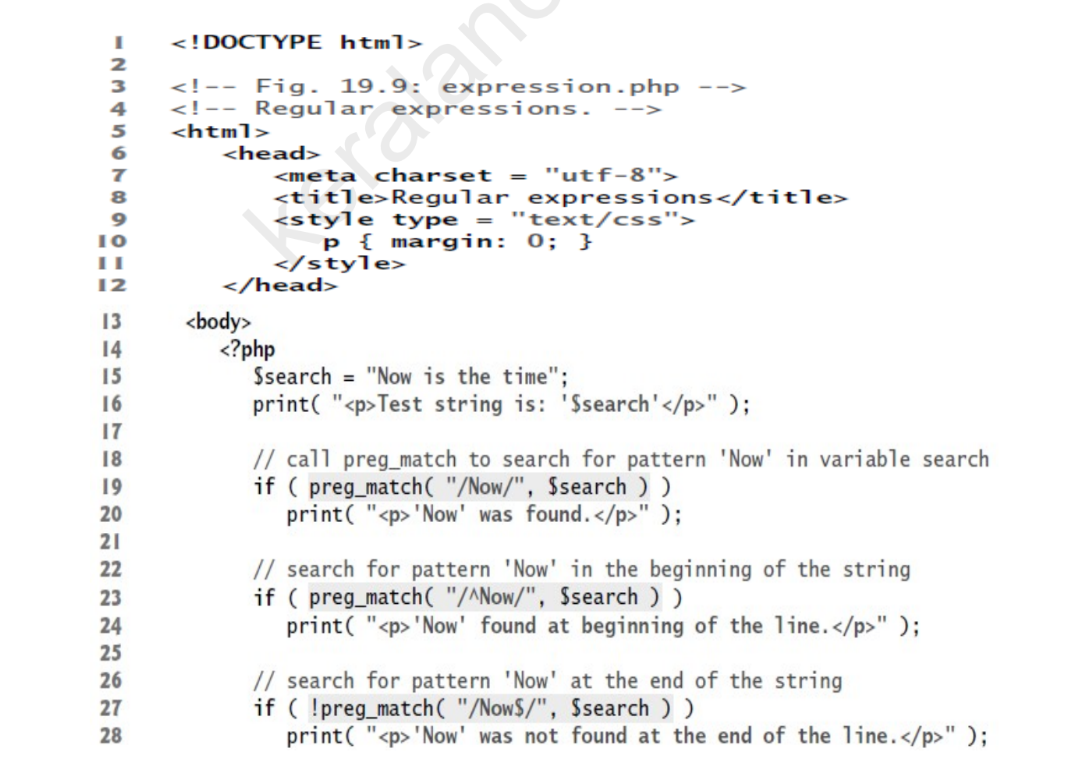 1 <!DOCTYPE html>
2
3 <!-- Fig. 19.9: expression.php -->
4 <!-- Regular expressions. -->
5 <html>
6 <head>
7 <meta charset = "utf-8">
8 <title>Regular expressions</title>
9 <style type = "text/css">
10 p { margin: 0; }
11 </style>
12 </head>
13 <body>
14 <?php
15 $search = "Now is the time";
16 print( "<p>Test string is: '$search'</p>" );
17
18 // call preg_match to search for pattern 'Now' in variable search
19 if ( preg_match( "/Now/", $search ) )
20 print( "<p>'Now' was found.</p>" );
21
22 // search for pattern 'Now' in the beginning of the string
23 if ( preg_match( "/^Now/", $search ) )
24 print( "<p>'Now' found at beginning of the line.</p>" );
25
26 // search for pattern 'Now' at the end of the string
27 if ( !preg_match( "/Now$/", $search ) )
28 print( "<p>'Now' was not found at the end of the line.</p>" );